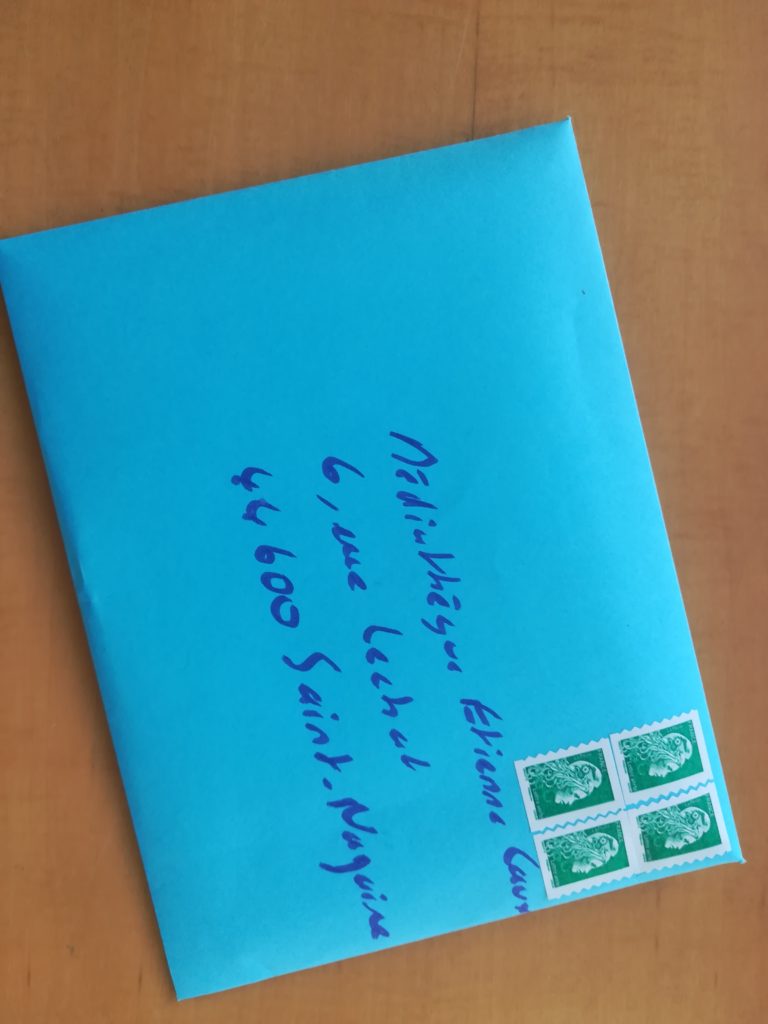 Médiathèque Etienne Caux
6, rue Lechat
44600 Saint-Nazaire